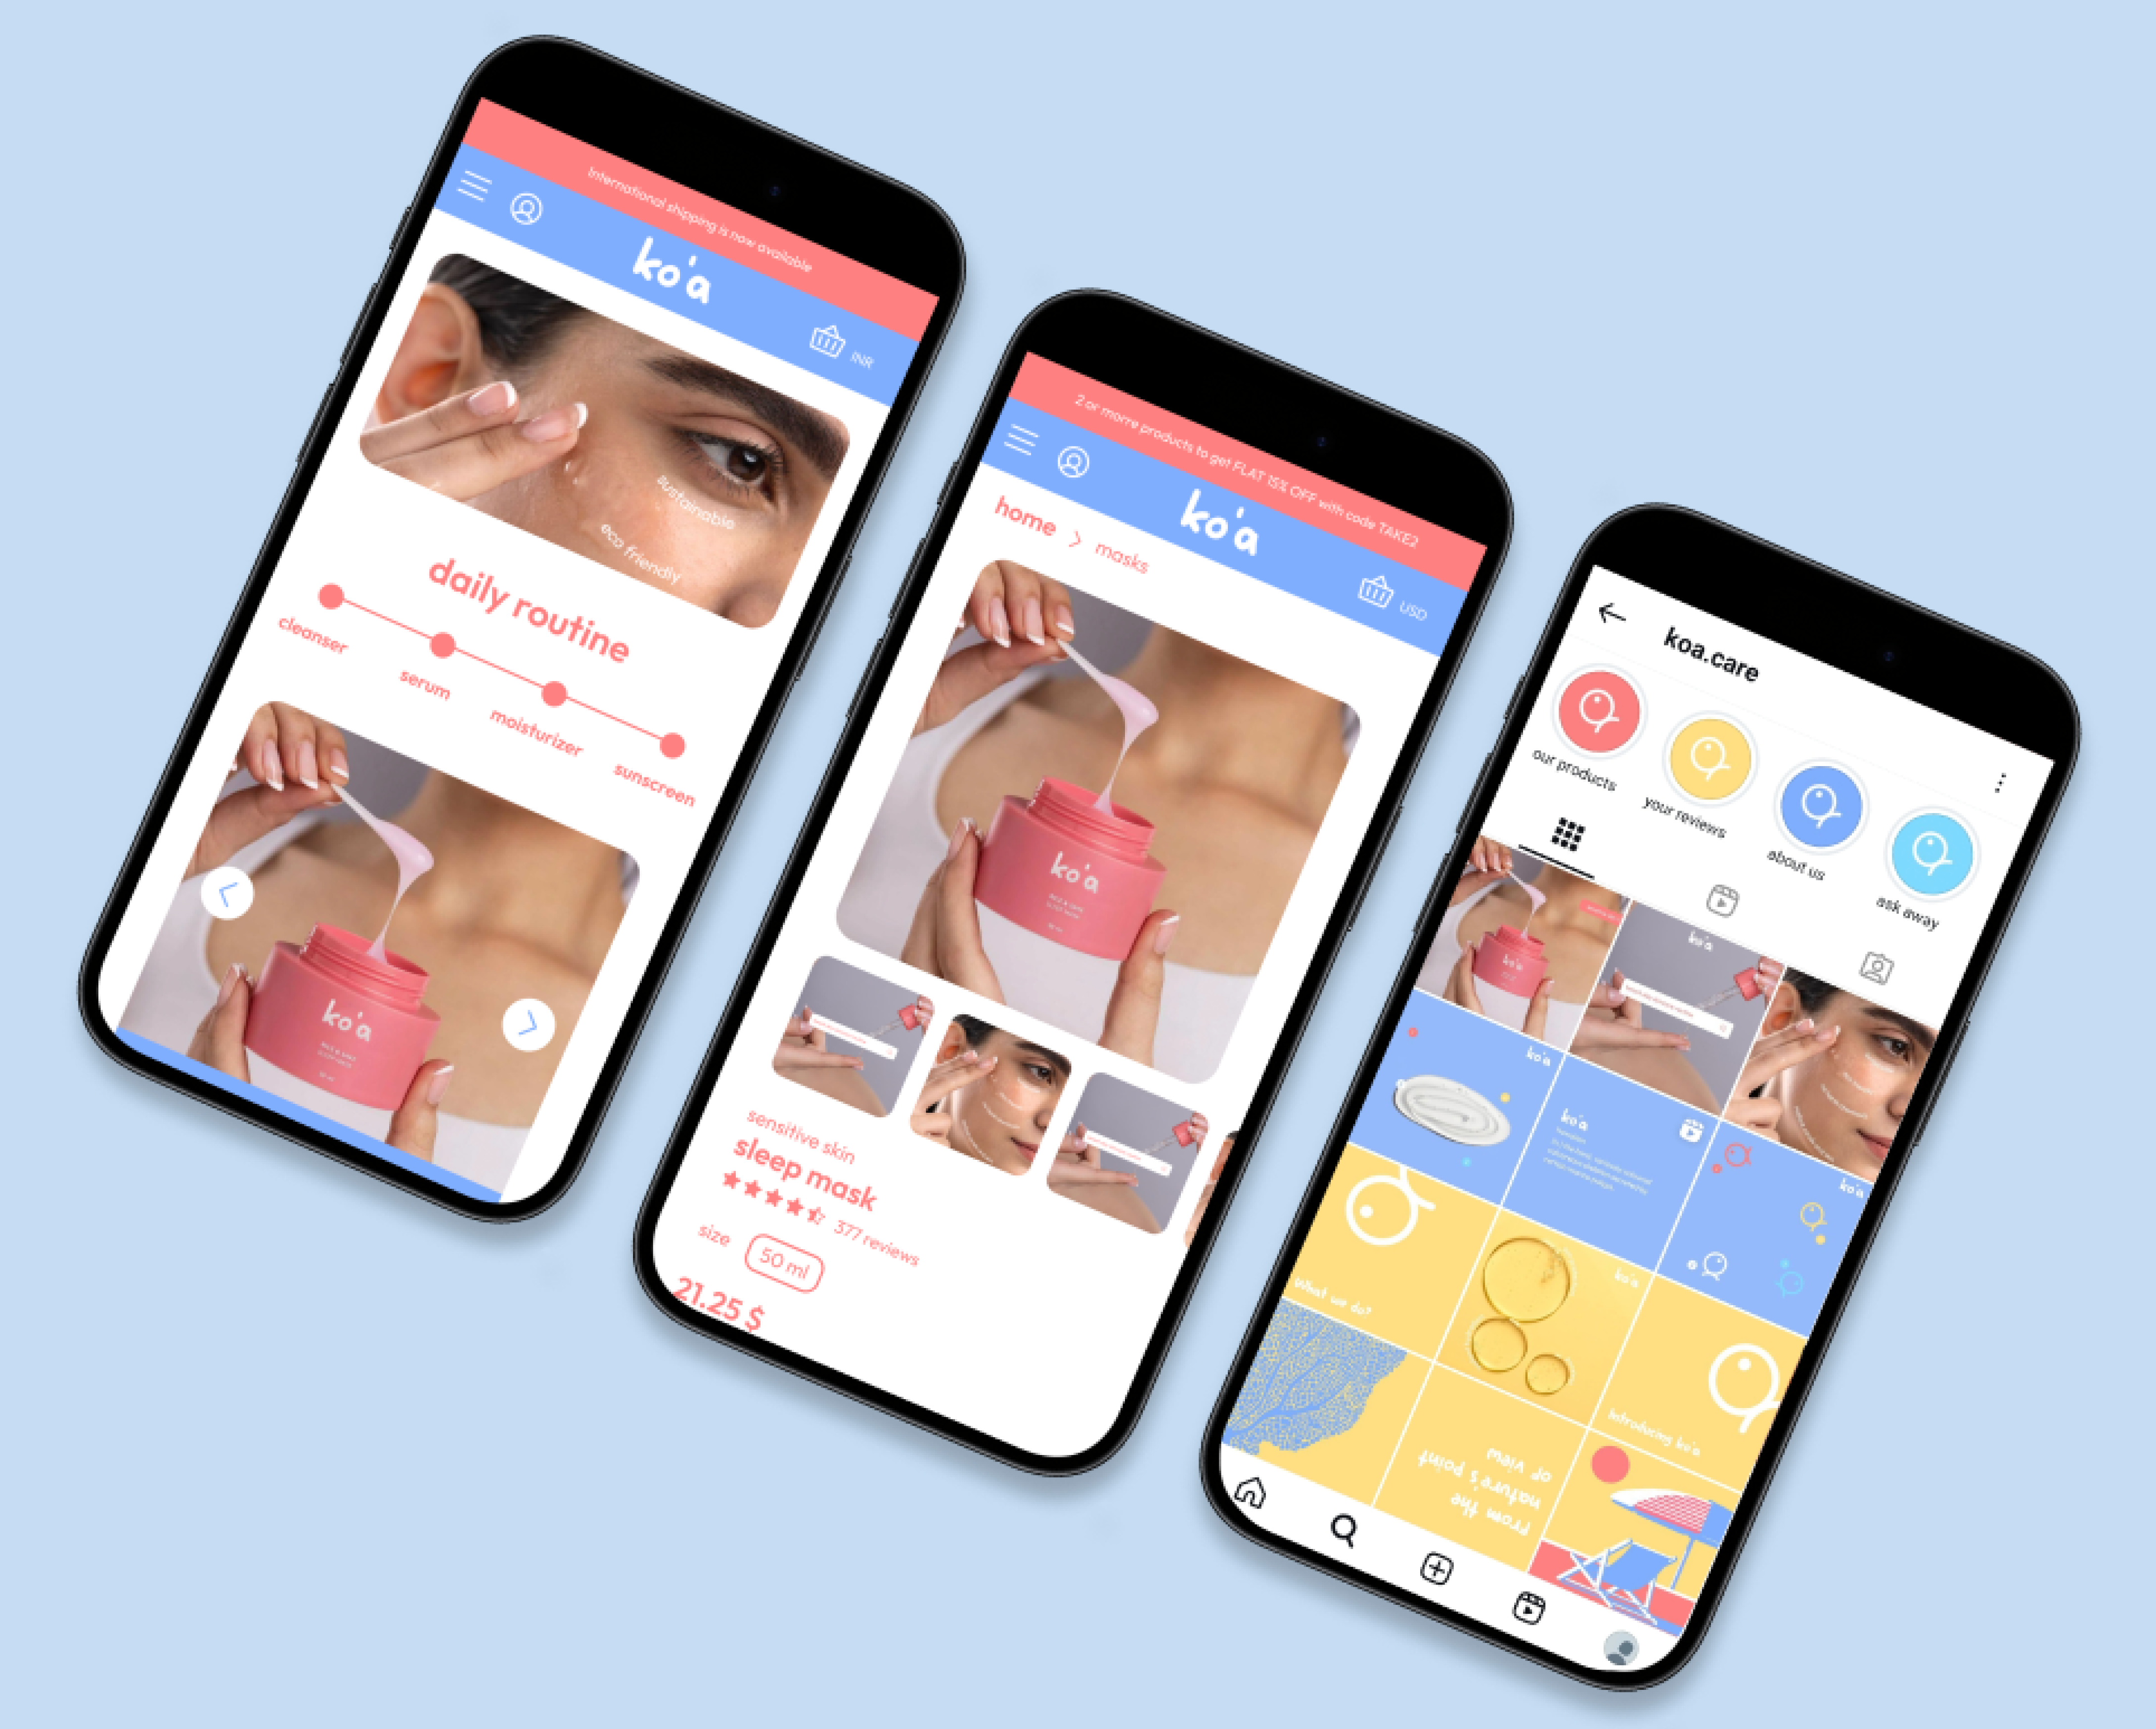 International shipping is now available
ko'a
INR
sustainable
eco friendly
daily routine
cleanser
serum
moisturizer
sunscreen
ko'a
2 or morre products to get FLAT 15% OFF with code TAKE2
ko'a
USD
home > masks
ko'a
sensitive skin
sleep mask
377 reviews
size
50 ml
21.25 $
koa.care
our products
your reviews
about us
ask away
ko'a
ko'a
ko'a
ko'a
ko'a
What we do?
ko'a
Introducing ko'a
From the
nature's point
of view